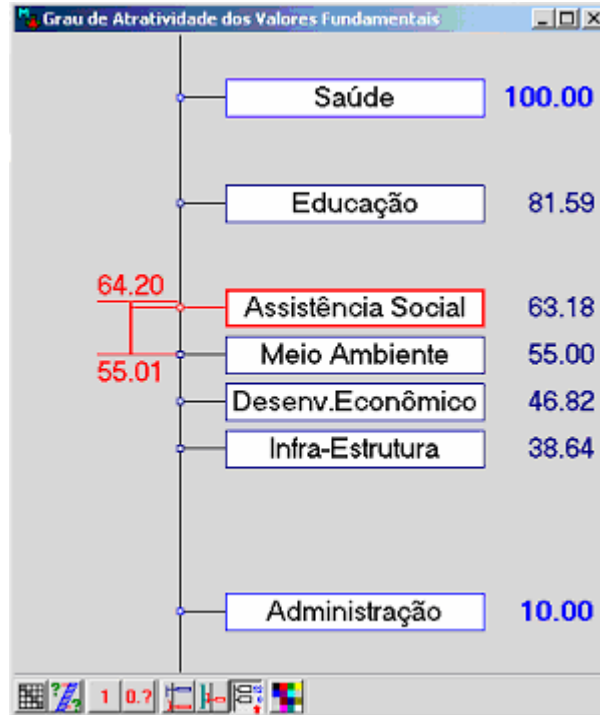 Grau de Atratividade dos Valores Fundamentais
Saúde 100.00
Educação 81.59
64.20
Assistência Social 63.18
Meio Ambiente 55.00
55.01
Desenv.Econômico 46.82
Infra-Estrutura 38.64
Administração 10.00
1 0.?